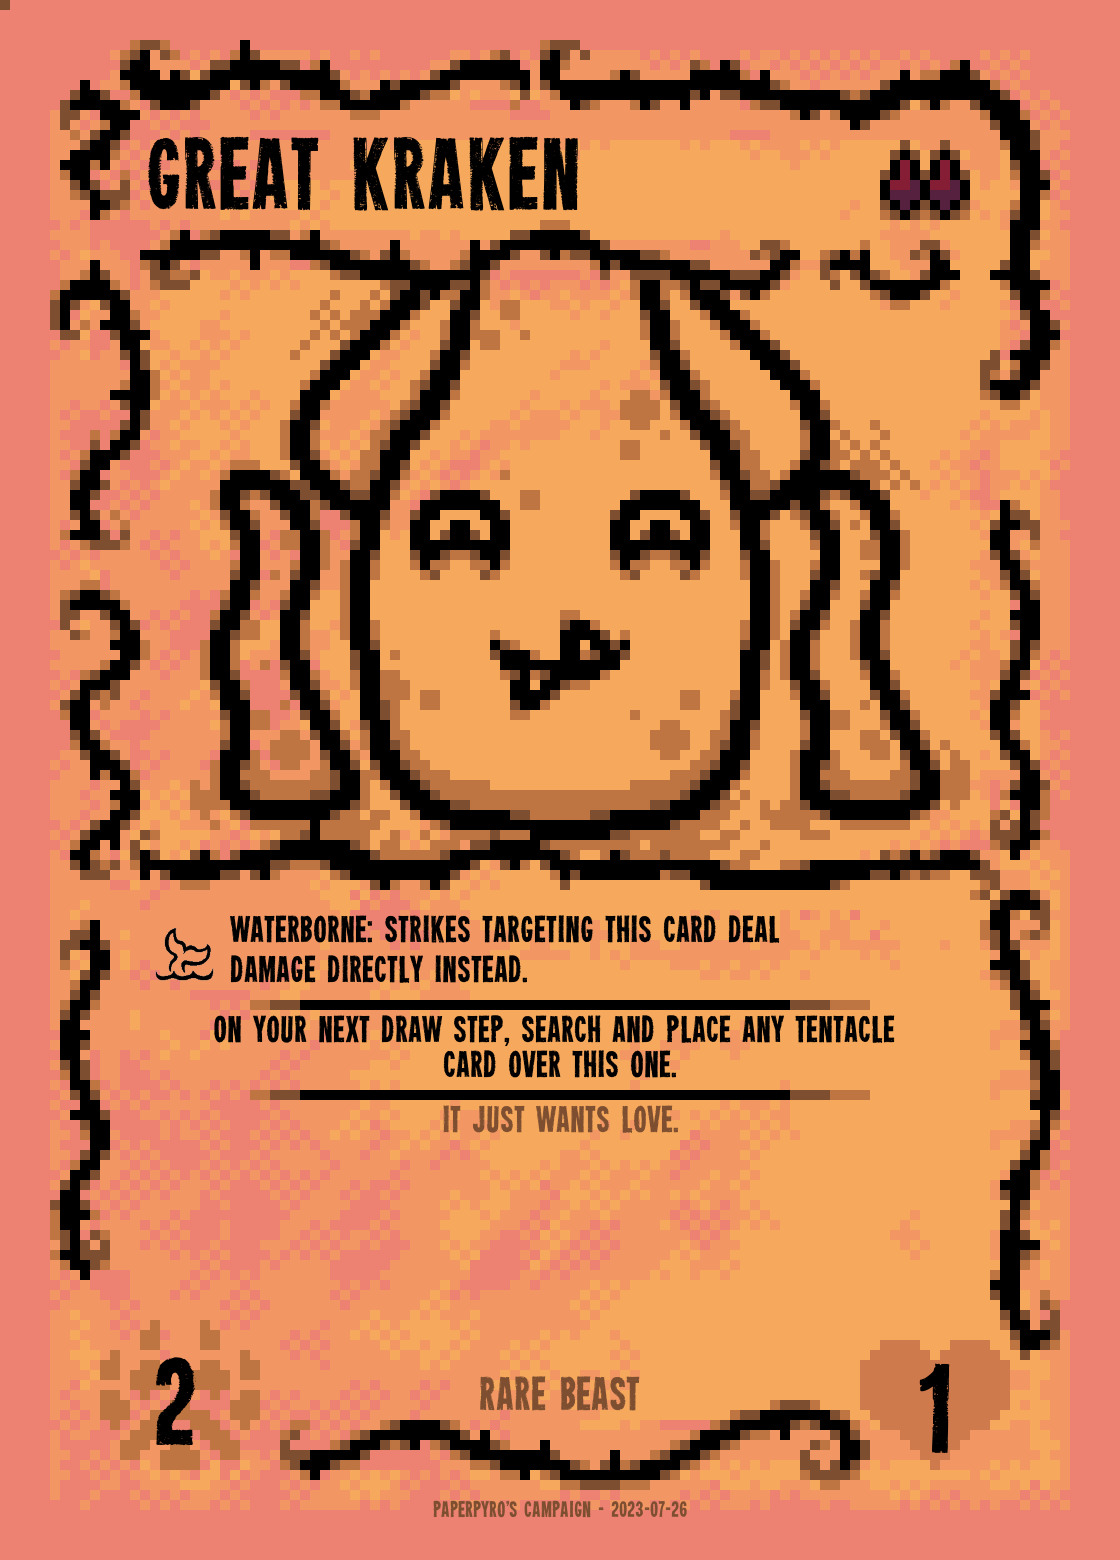 GREAT KRAKEN
WATERBORNE: STRIKES TARGETING THIS CARD DEAL
DAMAGE DIRECTLY INSTEAD.
ON YOUR NEXT DRAW STEP, SEARCH AND PLACE ANY TENTACLE
CARD OVER THIS ONE.
IT JUST WANTS LOVE.
2
RARE BEAST
1
PAPERPYRO'S CAMPAIGN - 2023-07-26